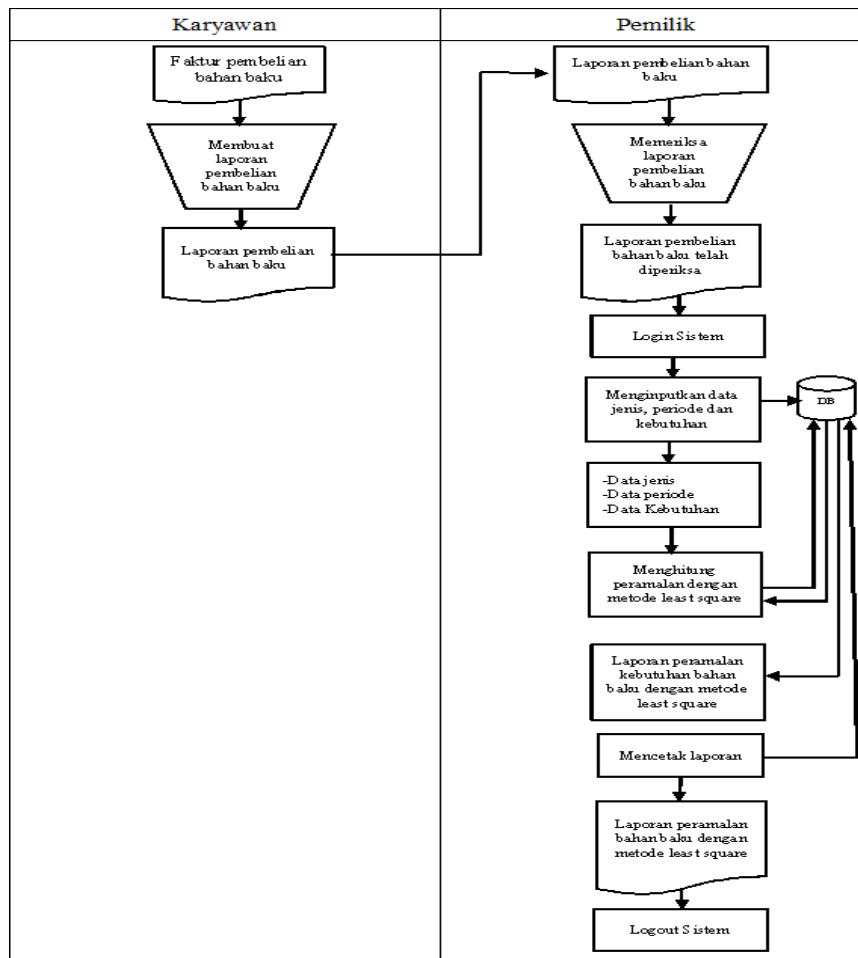 Karyawan
Pemilik
Faktur pembelian
bahan baku
Membuat
laporan
pembelian
bahan baku
Laporan pembelian
bahan baku
Laporan pembelian bahan
baku
Memeriksa
laporan
pembelian
bahan baku
Laporan pembelian
bahan baku telah
diperiksa
Login Sistem
Menginputkan data
jenis, periode dan
kebutuhan
DB
-Data jenis
-Data periode
-Data Kebutuhan
Menghitung
peramalan dengan
metode least square
Laporan peramalan
kebutuhan bahan
baku dengan metode
least square
Mencetak laporan
Laporan peramalan
bahan baku dengan
metode least square
Logout Sistem